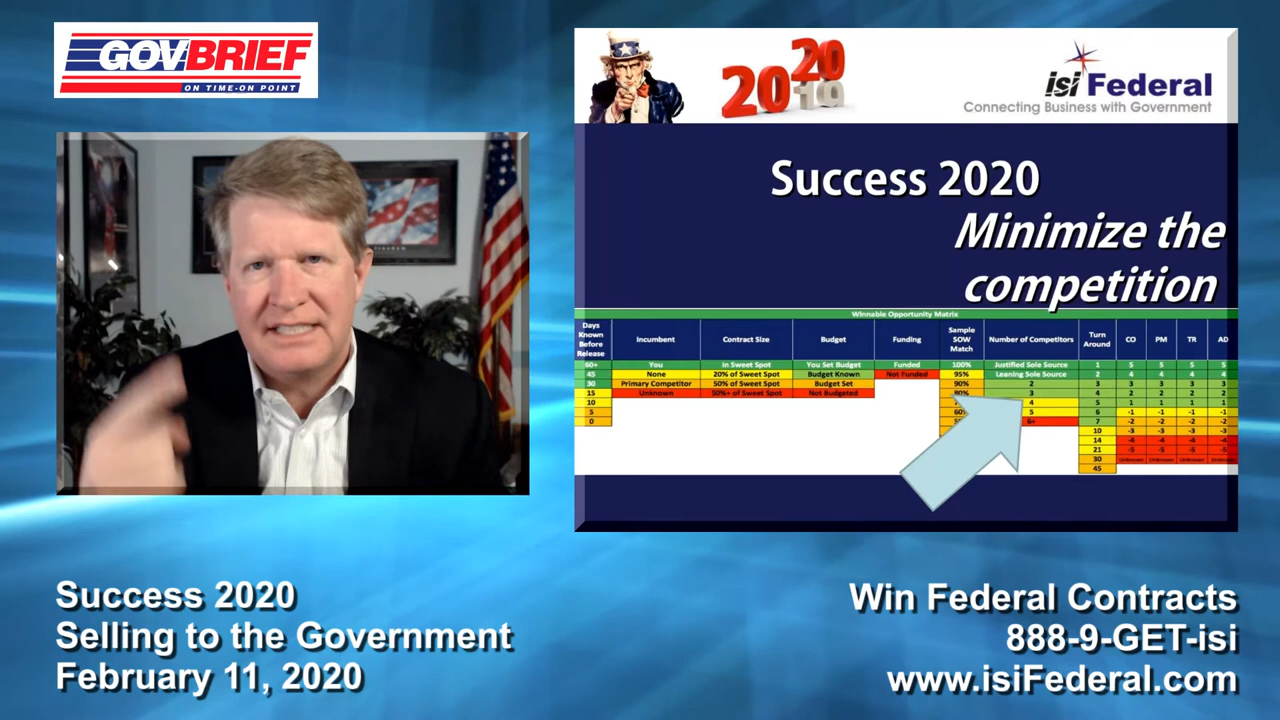 GOVBRIEF
ON TIME-ON POINT
2020
19
isi Federal
Connecting Business with Government
Success 2020
Minimize the
competition
Winnable Opportunity Matrix
Days Known Before Release Incumbent Contract Size Budget Funding Sample SOW Match Number of Competitors Turn Around CO PM TR AD
60+ You In Sweet Spot You Set Budget Funded 100% Justified Sole Source 1 5 5 5 5
45 None 20% of Sweet Spot Budget Known Not Funded 95% Leaning Sole Source 2 4 4 4 4
30 Primary Competitor 50% of Sweet Spot Budget Set 90% 2 3 3 3 3 3
15 Unknown 50%+ of Sweet Spot Not Budgeted 80% 3 4 2 2 2 2
10 4 5 1 1 1 1
5 5 6 -1 -1 -1 -1
0 6+ 7 -2 -2 -2 -2
10 -3 -3 -3 -3
14 -4 -4 -4 -4
21 -5 -5 -5 -5
30 Unknown Unknown Unknown
45
Success 2020
Selling to the Government
February 11, 2020
Win Federal Contracts
888-9-GET-isi
www.isiFederal.com